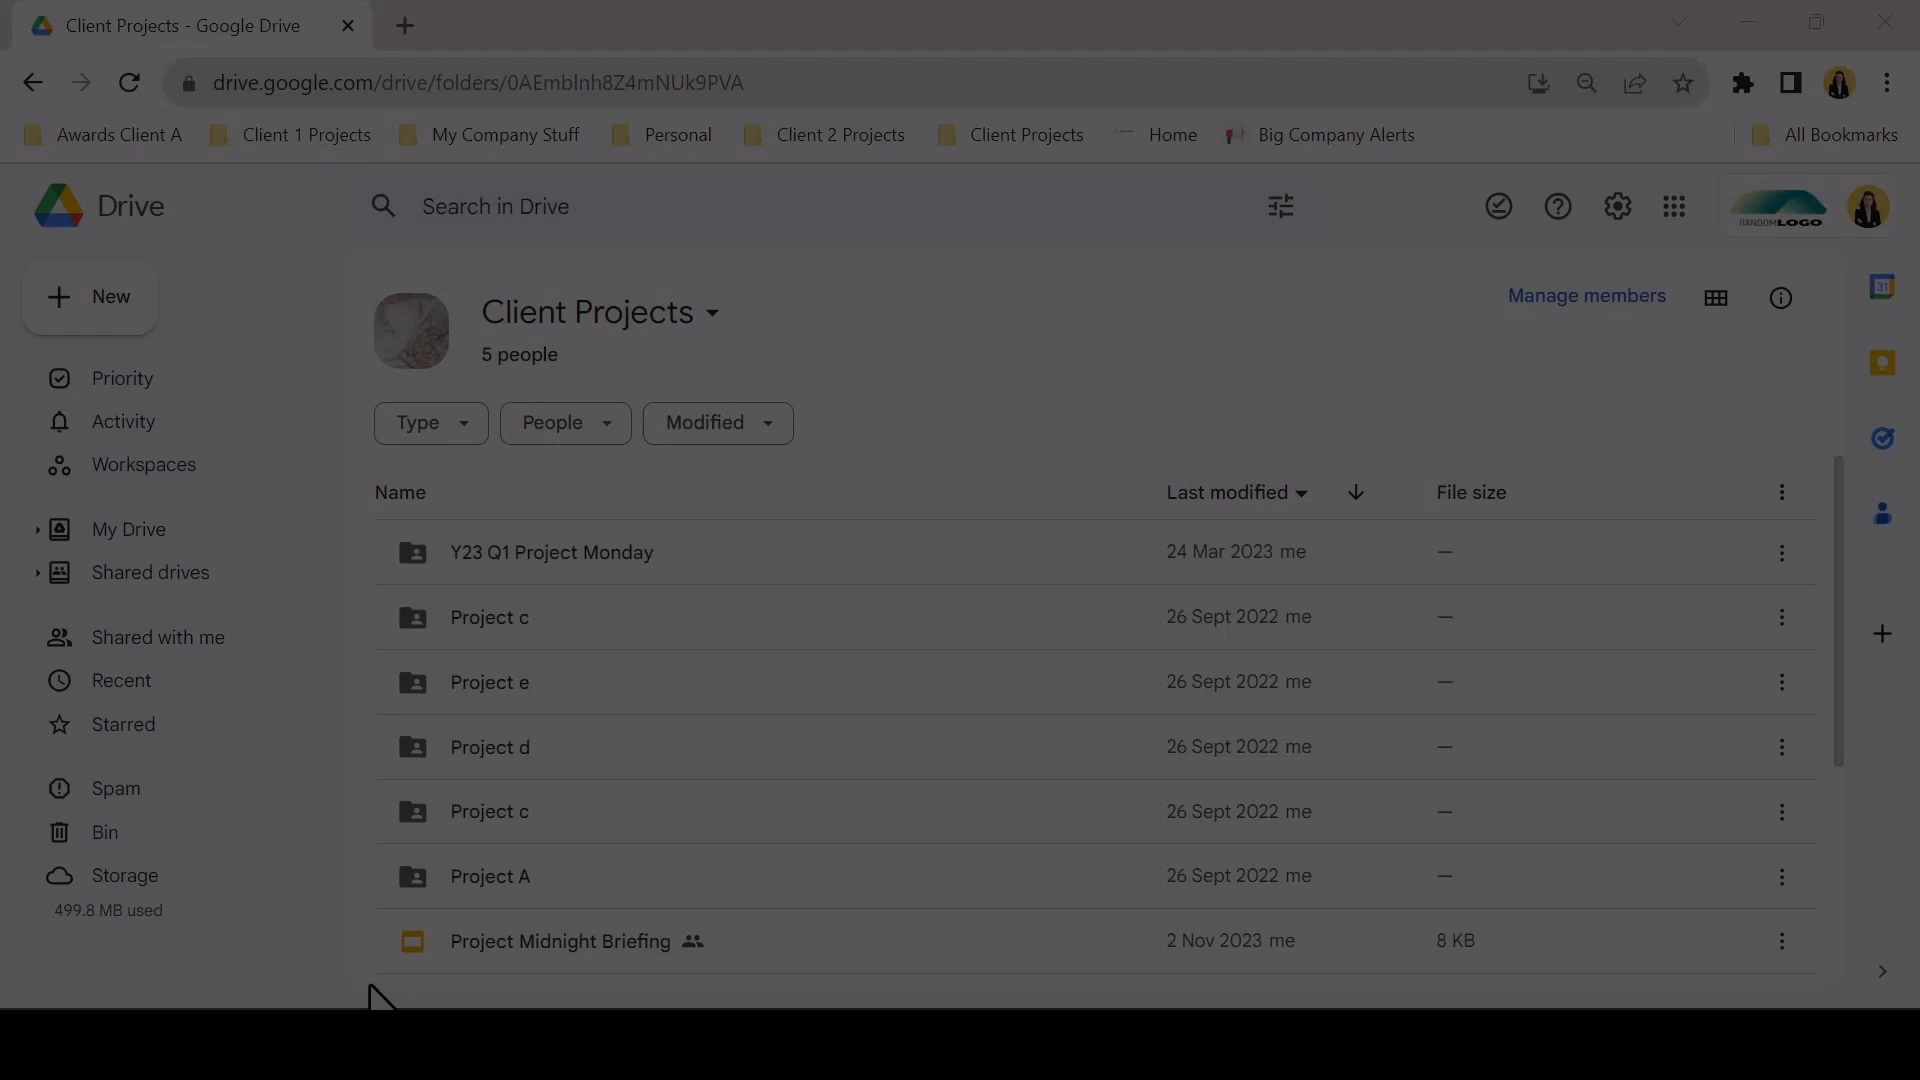 Client Projects - Google Drive
drive.google.com/drive/folders/0AEmblnh8Z4mNUk9PVA
Awards Client A
Client 1 Projects
My Company Stuff
Personal
Client 2 Projects
Client Projects
Home
Big Company Alerts
All Bookmarks
Drive
Search in Drive
RANDOMLOGO
New
Client Projects
5 people
Manage members
31
Priority
Activity
Workspaces
My Drive
Shared drives
Shared with me
Recent
Starred
Spam
Bin
Storage
499.8 MB used
Type
People
Modified
Name Last modified File size
Y23 Q1 Project Monday 24 Mar 2023 me —
Project c 26 Sept 2022 me —
Project e 26 Sept 2022 me —
Project d 26 Sept 2022 me —
Project c 26 Sept 2022 me —
Project A 26 Sept 2022 me —
Project Midnight Briefing 2 Nov 2023 me 8 KB